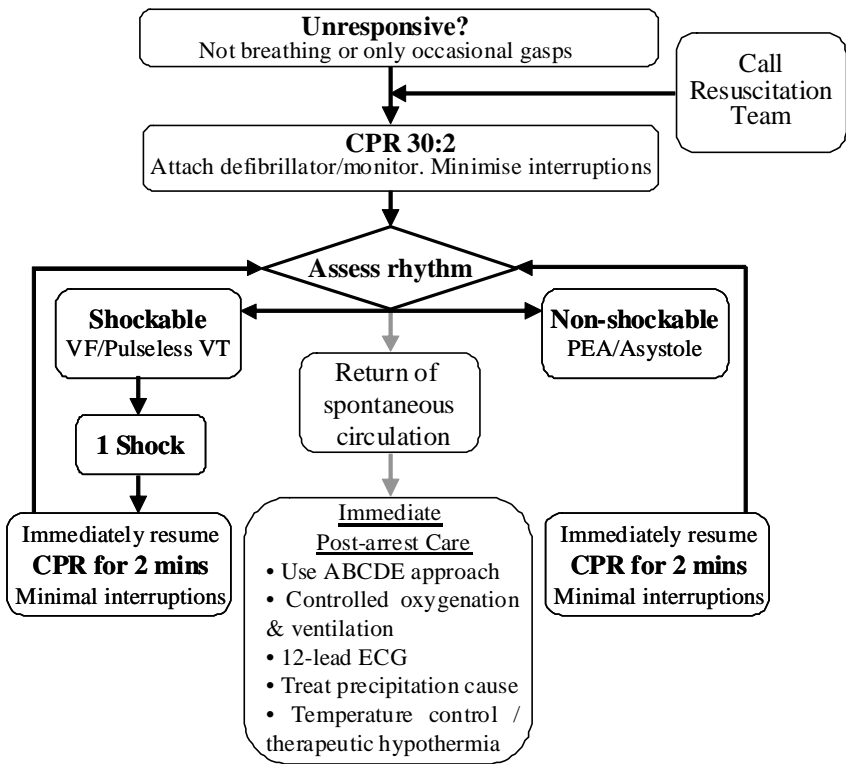 Unresponsive?
Not breathing or only occasional gasps
Call
Resuscitation
Team
CPR 30:2
Attach defibrillator/monitor. Minimise interruptions
Assess rhythm
Shockable
VF/Pulseless VT
Non-shockable
PEA/Asystole
Return of
spontaneous
circulation
1 Shock
Immediately resume
CPR for 2 mins
Minimal interruptions
Immediate
Post-arrest Care
• Use ABCDE approach
• Controlled oxygenation
& ventilation
• 12-lead ECG
• Treat precipitation cause
• Temperature control /
therapeutic hypothermia
Immediately resume
CPR for 2 mins
Minimal interruptions